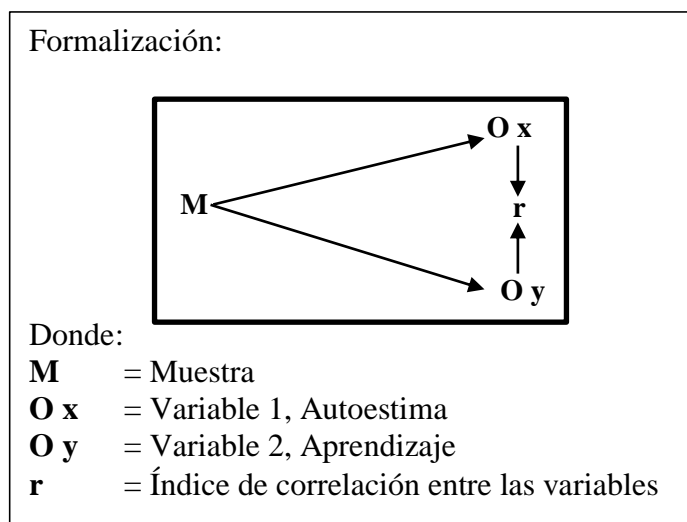 Formalización:
O x
M
r
O y
Donde:
M = Muestra
O x = Variable 1, Autoestima
O y = Variable 2, Aprendizaje
r = Índice de correlación entre las variables